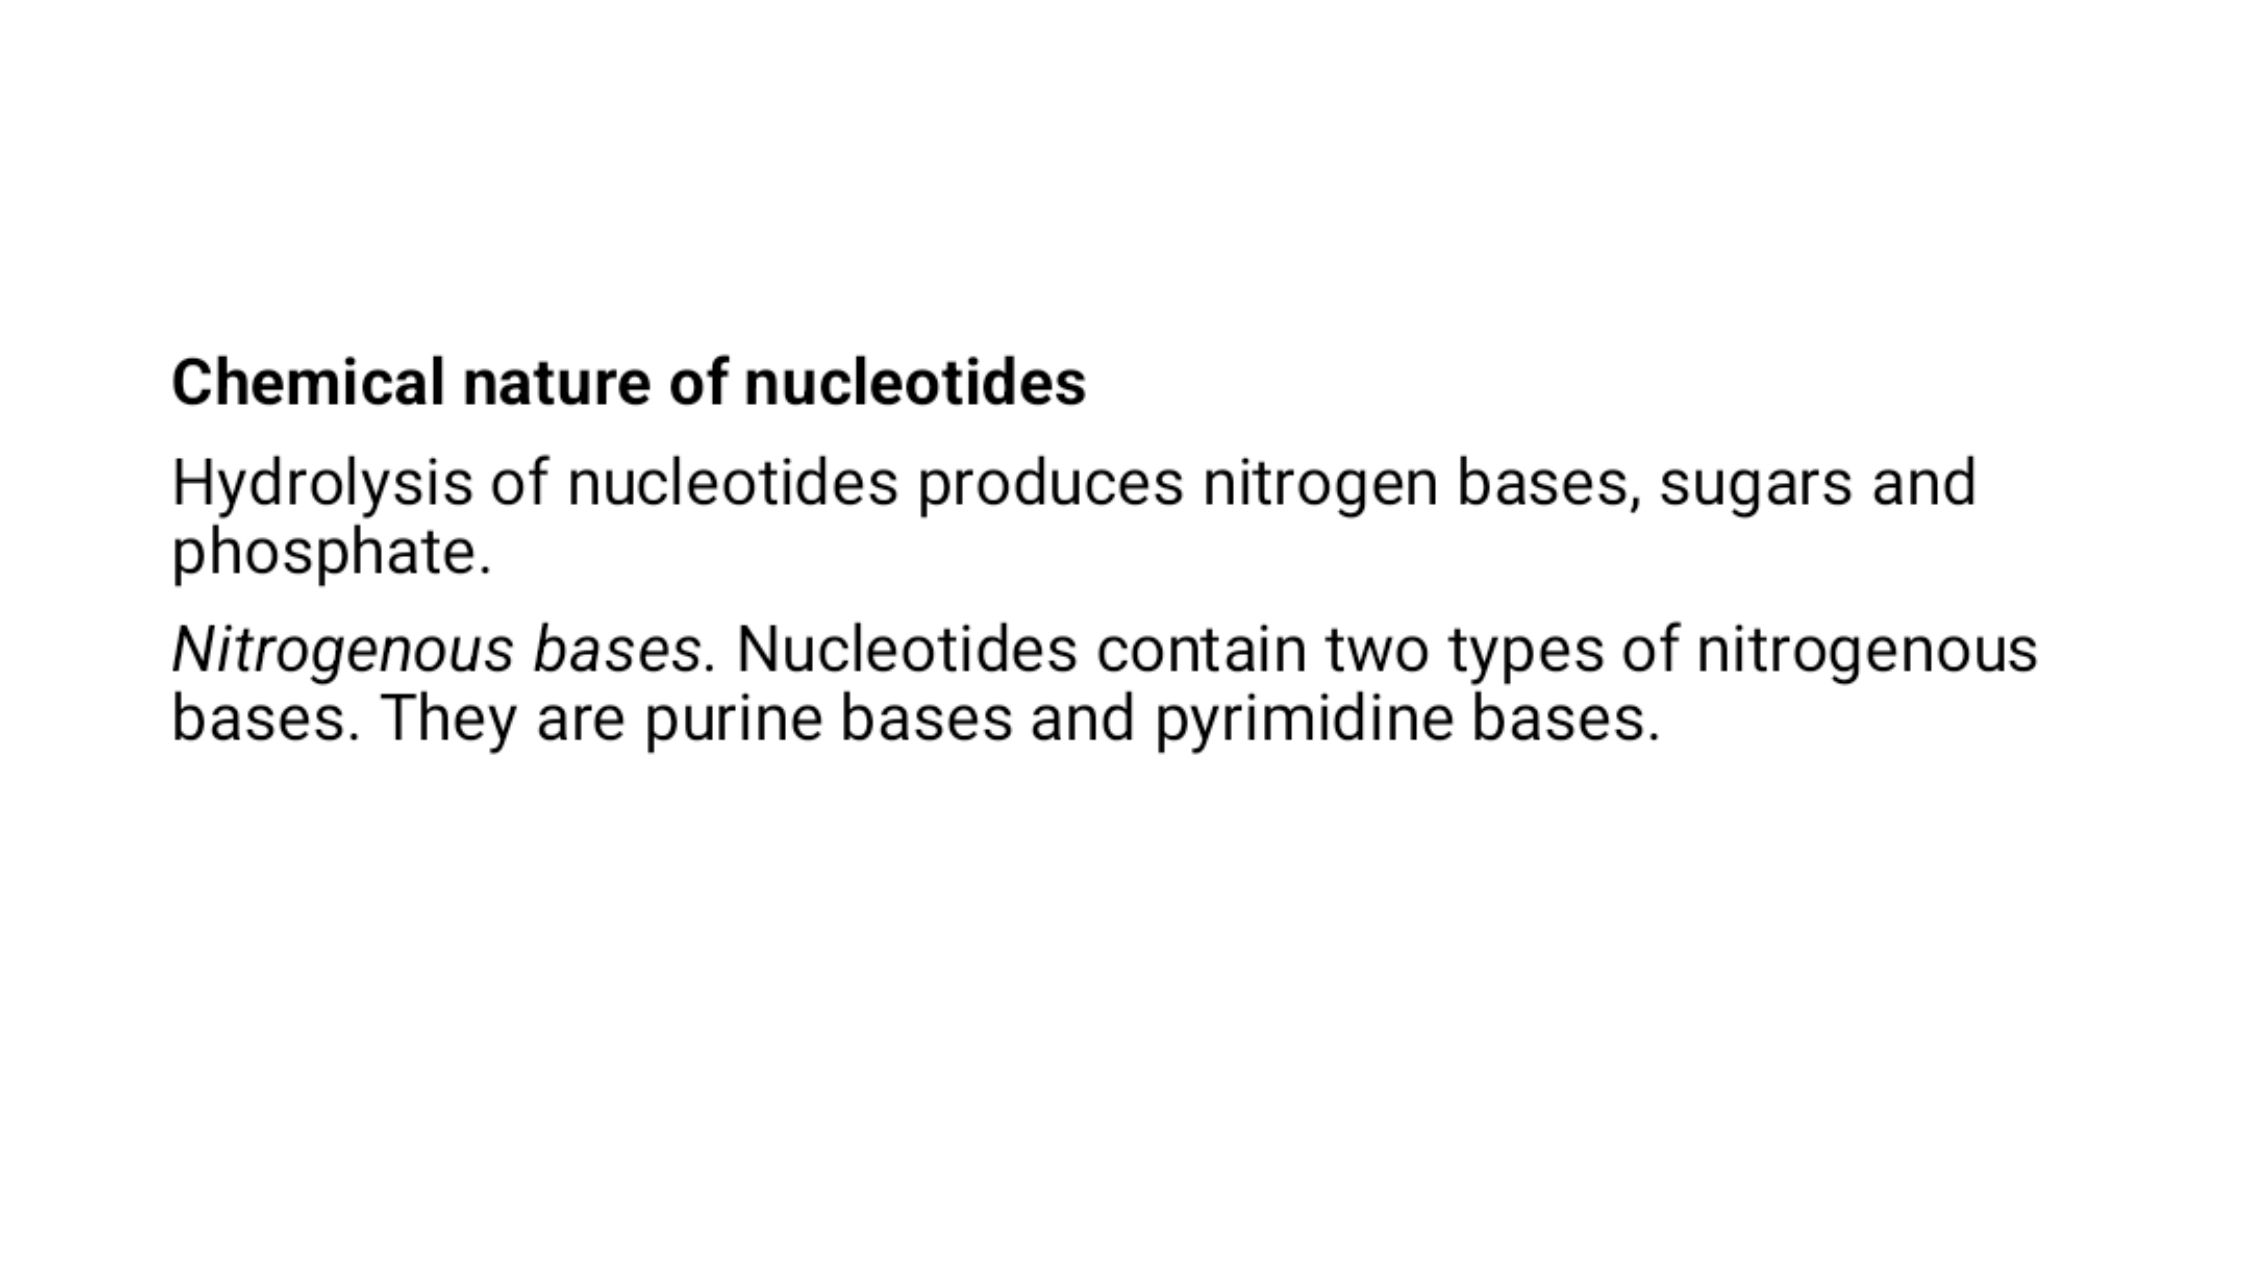 Chemical nature of nucleotides
Hydrolysis of nucleotides produces nitrogen bases, sugars and
phosphate.
Nitrogenous bases. Nucleotides contain two types of nitrogenous
bases. They are purine bases and pyrimidine bases.